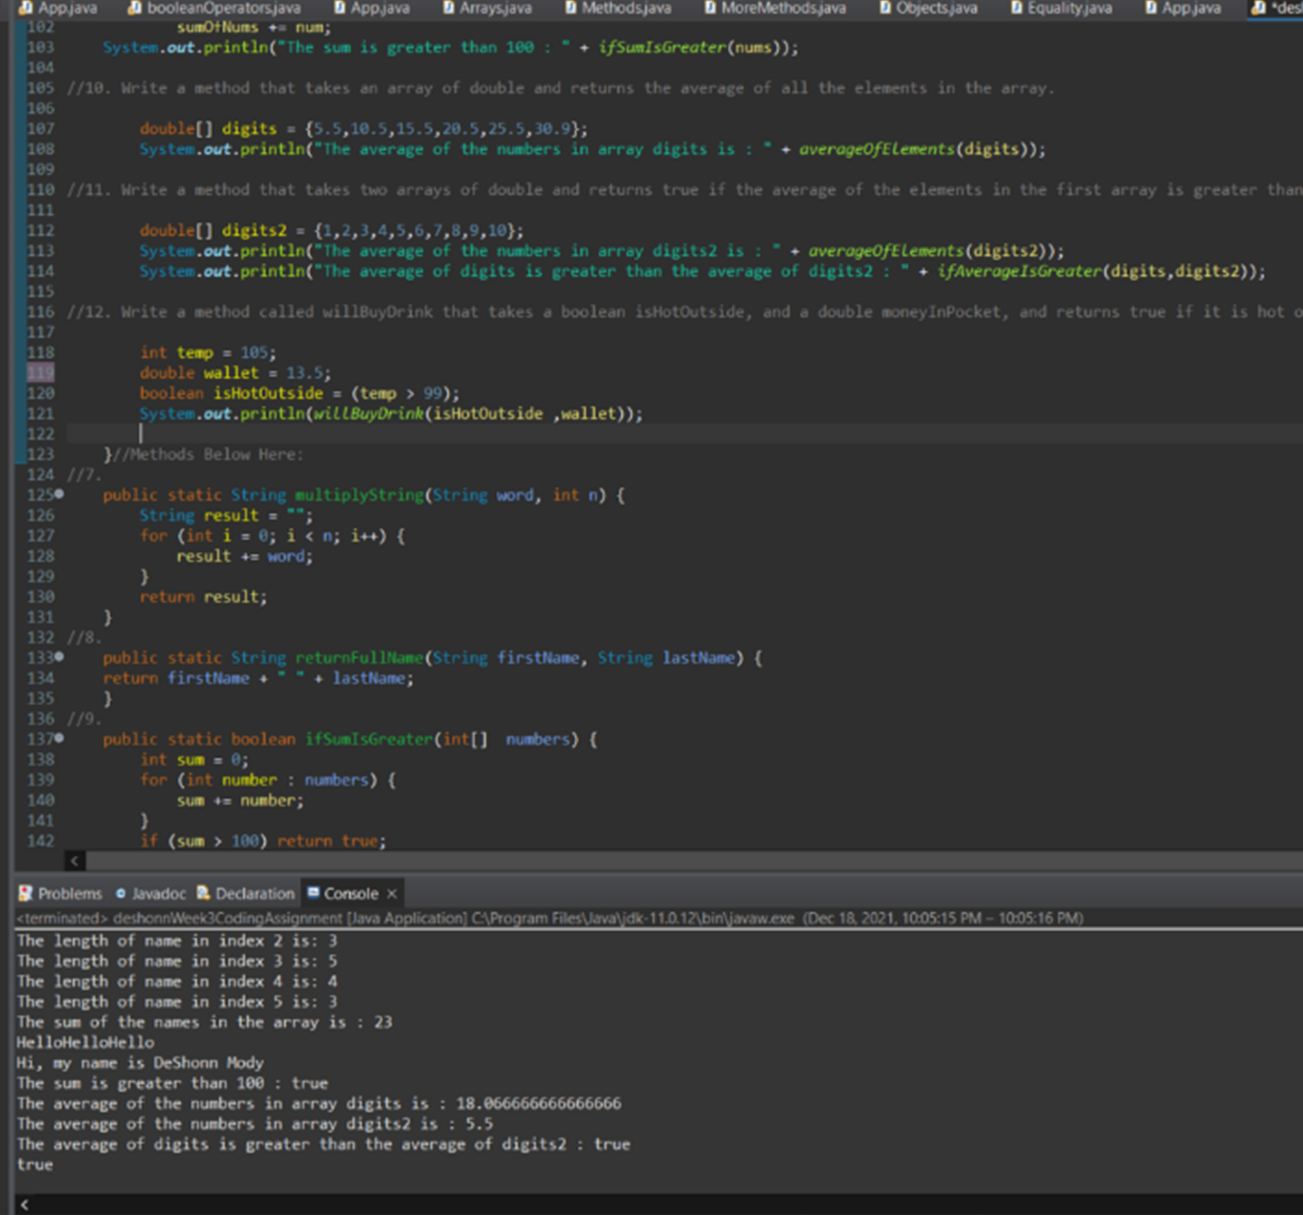 App.java booleanOperators.java App.java Arrays.java Methods.java MoreMethods.java Objects.java Equality.java App.java
102 sumOfNums += num;
103 System.out.println("The sum is greater than 100 : " + ifSumIsGreater(nums));
104
105 //10. Write a method that takes an array of double and returns the average of all the elements in the array.
106
107 double[] digits = {5.5,10.5,15.5,20.5,25.5,30.9};
108 System.out.println("The average of the numbers in array digits is : " + averageOfElements(digits));
109
110 //11. Write a method that takes two arrays of double and returns true if the average of the elements in the first array is greater than
111
112 double[] digits2 = {1,2,3,4,5,6,7,8,9,10};
113 System.out.println("The average of the numbers in array digits2 is : " + averageOfElements(digits2));
114 System.out.println("The average of digits is greater than the average of digits2 : " + ifAverageIsGreater(digits,digits2));
115
116 //12. Write a method called willBuyDrink that takes a boolean isHotOutside, and a double moneyInPocket, and returns true if it is hot o
117
118 int temp = 105;
119 double wallet = 13.5;
120 boolean isHotOutside = (temp > 99);
121 System.out.println(willBuyDrink(isHotOutside ,wallet));
122
123 }//Methods Below Here:
124 //7.
125 public static String multiplyString(String word, int n) {
126 String result = "";
127 for (int i = 0; i < n; i++) {
128 result += word;
129 }
130 return result;
131 }
132 //8.
133 public static String returnFullName(String firstName, String lastName) {
134 return firstName + " " + lastName;
135 }
136 //9.
137 public static boolean ifSumIsGreater(int[] numbers) {
138 int sum = 0;
139 for (int number : numbers) {
140 sum += number;
141 }
142 if (sum > 100) return true;
Problems Javadoc Declaration Console
<terminated> deshonnWeek3CodingAssignment [Java Application] C:\Program Files\Java\jdk-11.0.12\bin\javaw.exe (Dec 18, 2021, 10:05:15 PM – 10:05:16 PM)
The length of name in index 2 is: 3
The length of name in index 3 is: 5
The length of name in index 4 is: 4
The length of name in index 5 is: 3
The sum of the names in the array is : 23
HelloHelloHello
Hi, my name is DeShonn Mody
The sum is greater than 100 : true
The average of the numbers in array digits is : 18.066666666666666
The average of the numbers in array digits2 is : 5.5
The average of digits is greater than the average of digits2 : true
true